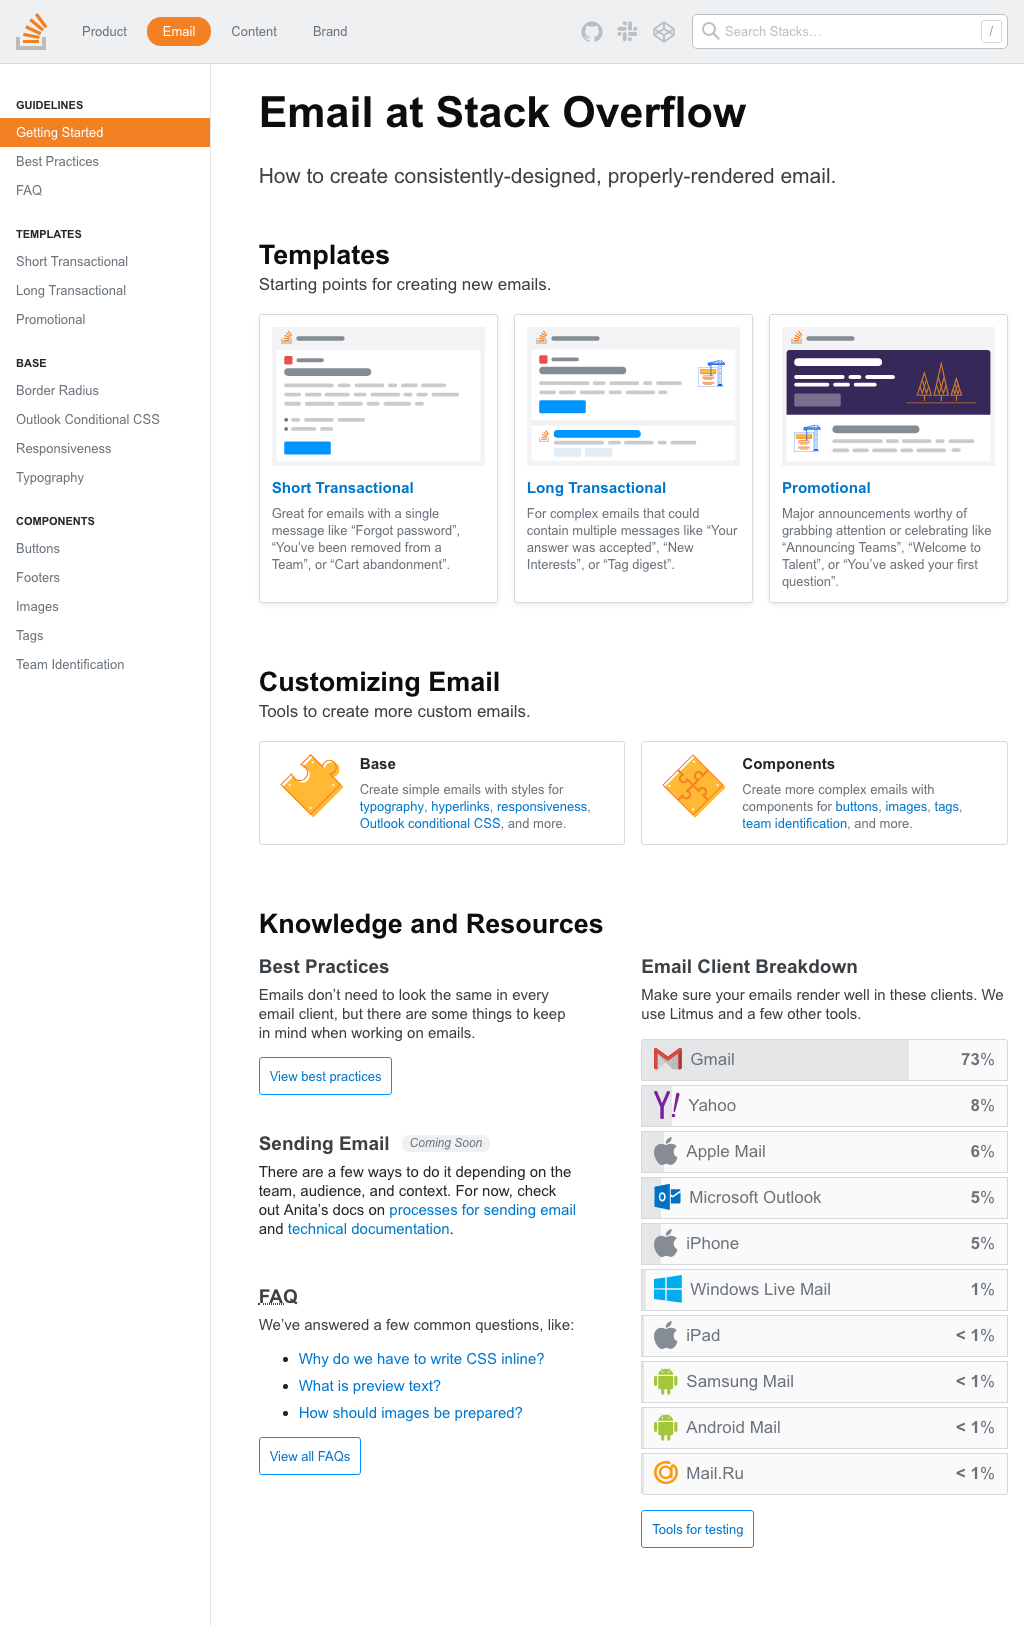 Product
Email
Content
Brand
Search Stacks…
/
GUIDELINES
Getting Started
Best Practices
FAQ
TEMPLATES
Short Transactional
Long Transactional
Promotional
BASE
Border Radius
Outlook Conditional CSS
Responsiveness
Typography
COMPONENTS
Buttons
Footers
Images
Tags
Team Identification
Email at Stack Overflow
How to create consistently-designed, properly-rendered email.
Templates
Starting points for creating new emails.
Short Transactional
Great for emails with a single
message like “Forgot password”,
“You’ve been removed from a
Team”, or “Cart abandonment”.
Long Transactional
For complex emails that could
contain multiple messages like “Your
answer was accepted”, “New
Interests”, or “Tag digest”.
Promotional
Major announcements worthy of
grabbing attention or celebrating like
“Announcing Teams”, “Welcome to
Talent”, or “You’ve asked your first
question”.
Customizing Email
Tools to create more custom emails.
Base
Create simple emails with styles for
typography, hyperlinks, responsiveness,
Outlook conditional CSS, and more.
Components
Create more complex emails with
components for buttons, images, tags,
team identification, and more.
Knowledge and Resources
Best Practices
Emails don’t need to look the same in every
email client, but there are some things to keep
in mind when working on emails.
View best practices
Sending Email Coming Soon
There are a few ways to do it depending on the
team, audience, and context. For now, check
out Anita’s docs on processes for sending email
and technical documentation.
FAQ
We’ve answered a few common questions, like:
Why do we have to write CSS inline?
What is preview text?
How should images be prepared?
View all FAQs
Email Client Breakdown
Make sure your emails render well in these clients. We
use Litmus and a few other tools.
Gmail 73%
Yahoo 8%
Apple Mail 6%
Microsoft Outlook 5%
iPhone 5%
Windows Live Mail 1%
iPad < 1%
Samsung Mail < 1%
Android Mail < 1%
Mail.Ru < 1%
Tools for testing